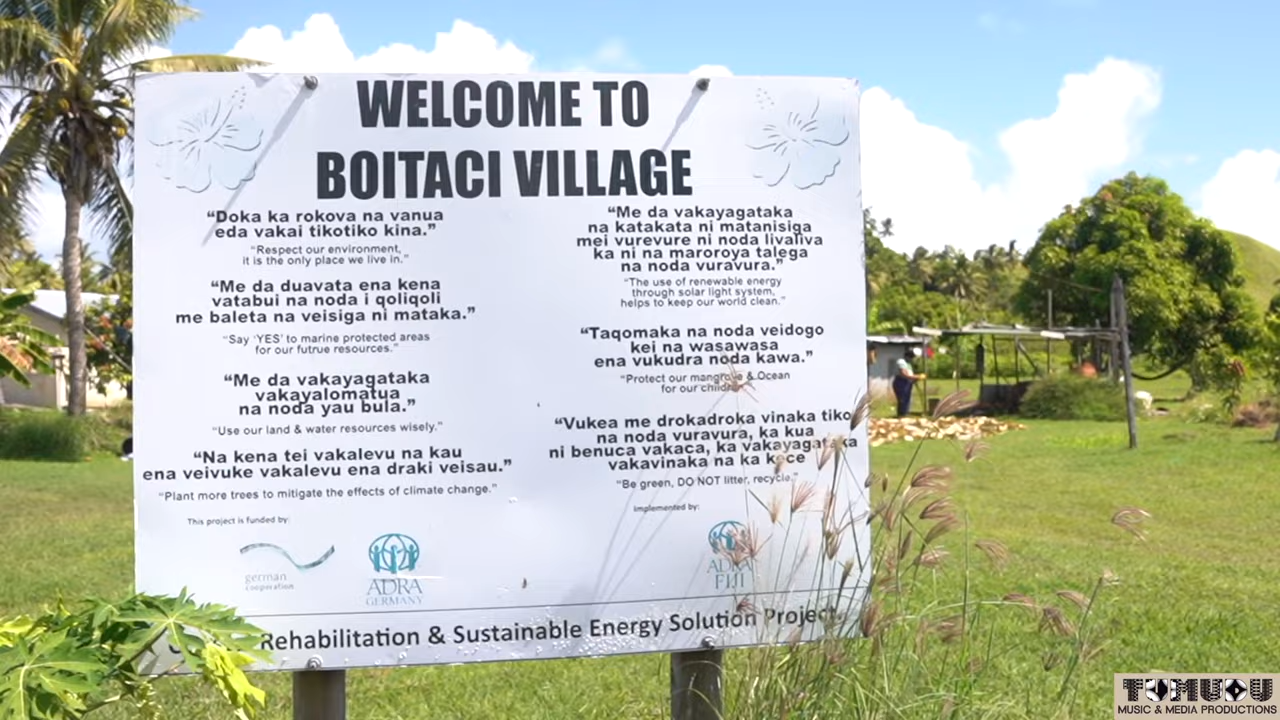 WELCOME TO
BOITACI VILLAGE
“Doka ka rokova na vanua
eda vakai tikotiko kina.”
“Respect our environment,
it is the only place we live in.”
“Me da duavata ena kena
vatabui na noda i qoliqoli
me baleta na veisiga ni mataka.”
“Say ‘YES’ to marine protected areas
for our futrue resources.”
“Me da vakayagataka
vakayalomatua
na noda yau bula.”
“Use our land & water resources wisely.”
“Na kena tei vakalevu na kau
ena veivuke vakalevu ena draki veisau.”
“Plant more trees to mitigate the effects of climate change.”
“Me da vakayagataka
na katakata ni matanisiga
mei vurevure ni noda livaliva
ka ni na maroroya talega
na noda vuravura.”
“The use of renewable energy
through solar light system,
helps to keep our world clean.”
“Taqomaka na noda veidogo
kei na wasawasa
ena vukudra noda kawa.”
“Protect our mangrove & Ocean
for our children.”
“Vukea me drokadroka vinaka tiko
na noda vuravura, ka kua
ni benuca vakaca, ka vakayagataka
vakavinaka na ka kece
“Be green, DO NOT litter, recycle.”
This project is funded by:
german
cooperation
ADRA
GERMANY
Implemented by:
ADRA
FIJI
Rehabilitation & Sustainable Energy Solution Project.
TUMUDU
MUSIC & MEDIA PRODUCTIONS